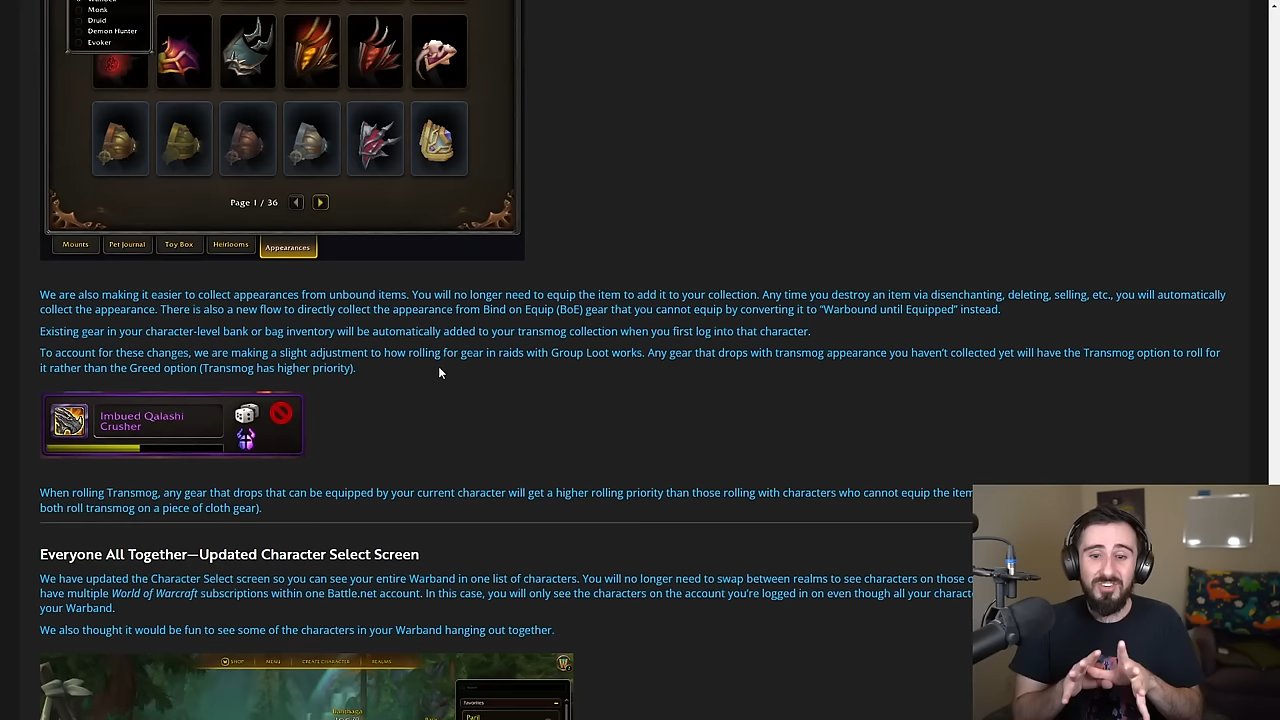 Monk
Druid
Demon Hunter
Evoker
Page 1 / 36
Mounts
Pet Journal
Toy Box
Heirlooms
Appearances
We are also making it easier to collect appearances from unbound items. You will no longer need to equip the item to add it to your collection. Any time you destroy an item via disenchanting, deleting, selling, etc., you will automatically
collect the appearance. There is also a new flow to directly collect the appearance from Bind on Equip (BoE) gear that you cannot equip by converting it to “Warbound until Equipped” instead.
Existing gear in your character-level bank or bag inventory will be automatically added to your transmog collection when you first log into that character.
To account for these changes, we are making a slight adjustment to how rolling for gear in raids with Group Loot works. Any gear that drops with transmog appearance you haven’t collected yet will have the Transmog option to roll for
it rather than the Greed option (Transmog has higher priority).
Imbued Qalashi
Crusher
When rolling Transmog, any gear that drops that can be equipped by your current character will get a higher rolling priority than those rolling with characters who cannot equip the item
both roll transmog on a piece of cloth gear).
Everyone All Together—Updated Character Select Screen
We have updated the Character Select screen so you can see your entire Warband in one list of characters. You will no longer need to swap between realms to see characters on those
have multiple World of Warcraft subscriptions within one Battle.net account. In this case, you will only see the characters on the account you’re logged in on even though all your
your Warband.
We also thought it would be fun to see some of the characters in your Warband hanging out together.
SHOP
MENU
CREATE CHARACTER
REALMS
Favorites
Paril